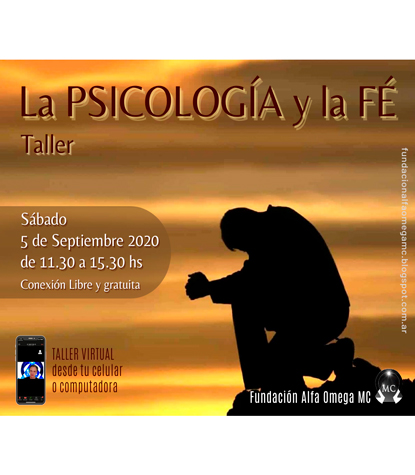 La PSICOLOGÍA y la FÉ
Taller
Sábado
5 de Septiembre 2020
de 11.30 a 15.30 hs
Conexión Libre y gratuita
TALLER VIRTUAL
desde tu celular
o computadora
Fundación Alfa Omega MC
MC
fundacionalfaomegamc.blogspot.com.ar